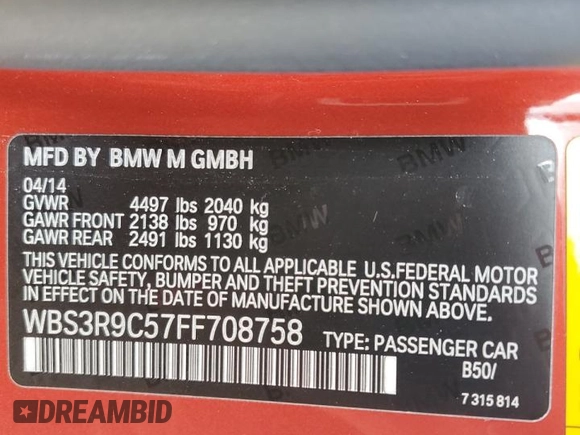 MFD BY BMW M GMBH
04/14
GVWR 4497 lbs 2040 kg
GAWR FRONT 2138 lbs 970 kg
GAWR REAR 2491 lbs 1130 kg
THIS VEHICLE CONFORMS TO ALL APPLICABLE U.S.FEDERAL MOTOR
VEHICLE SAFETY, BUMPER AND THEFT PREVENTION STANDARDS
IN EFFECT ON THE DATE OF MANUFACTURE SHOWN ABOVE.
WBS3R9C57FF708758 TYPE: PASSENGER CAR
B50/
7 315 814
DREAMBID
BMW
BMW